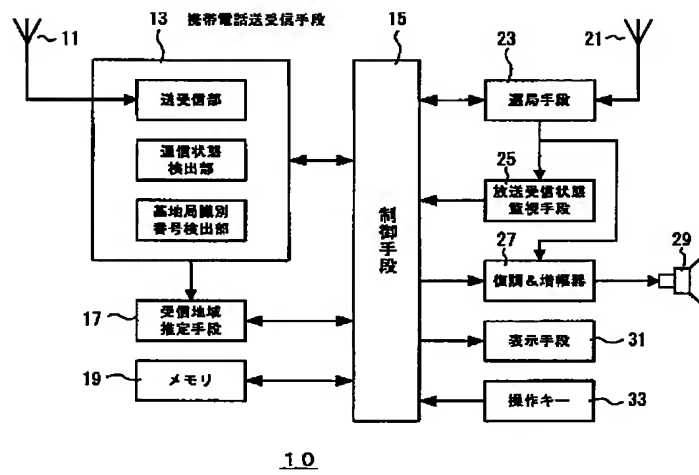 13 携帯電話送受信手段
15
11
23
21
送受信部
選局手段
通信状態
検出部
25
放送受信状態
監視手段
基地局識別
番号検出部
制御手段
27
29
復調&増幅器
17
受信地域
推定手段
表示手段
31
19
メモリ
操作キー
33
10